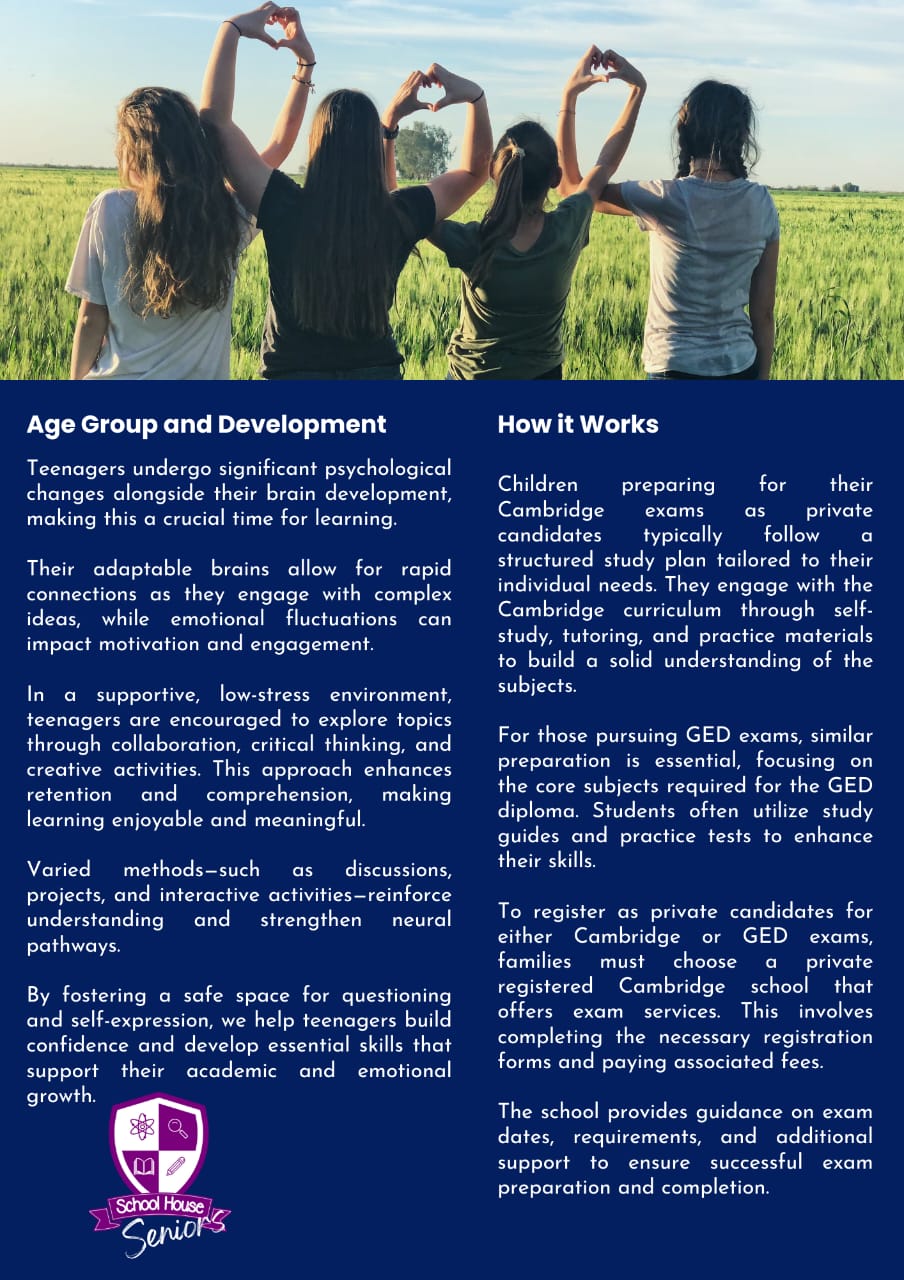 Age Group and Development
Teenagers undergo significant psychological
changes alongside their brain development,
making this a crucial time for learning.
Their adaptable brains allow for rapid
connections as they engage with complex
ideas, while emotional fluctuations can
impact motivation and engagement.
In a supportive, low-stress environment,
teenagers are encouraged to explore topics
through collaboration, critical thinking, and
creative activities. This approach enhances
retention and comprehension, making
learning enjoyable and meaningful.
Varied methods—such as discussions,
projects, and interactive activities—reinforce
understanding and strengthen neural
pathways.
By fostering a safe space for questioning
and self-expression, we help teenagers build
confidence and develop essential skills that
support their academic and emotional
growth.
School House
Seniors
How it Works
Children preparing for their
Cambridge exams as private
candidates typically follow a
structured study plan tailored to their
individual needs. They engage with the
Cambridge curriculum through self-
study, tutoring, and practice materials
to build a solid understanding of the
subjects.
For those pursuing GED exams, similar
preparation is essential, focusing on
the core subjects required for the GED
diploma. Students often utilize study
guides and practice tests to enhance
their skills.
To register as private candidates for
either Cambridge or GED exams,
families must choose a private
registered Cambridge school that
offers exam services. This involves
completing the necessary registration
forms and paying associated fees.
The school provides guidance on exam
dates, requirements, and additional
support to ensure successful exam
preparation and completion.